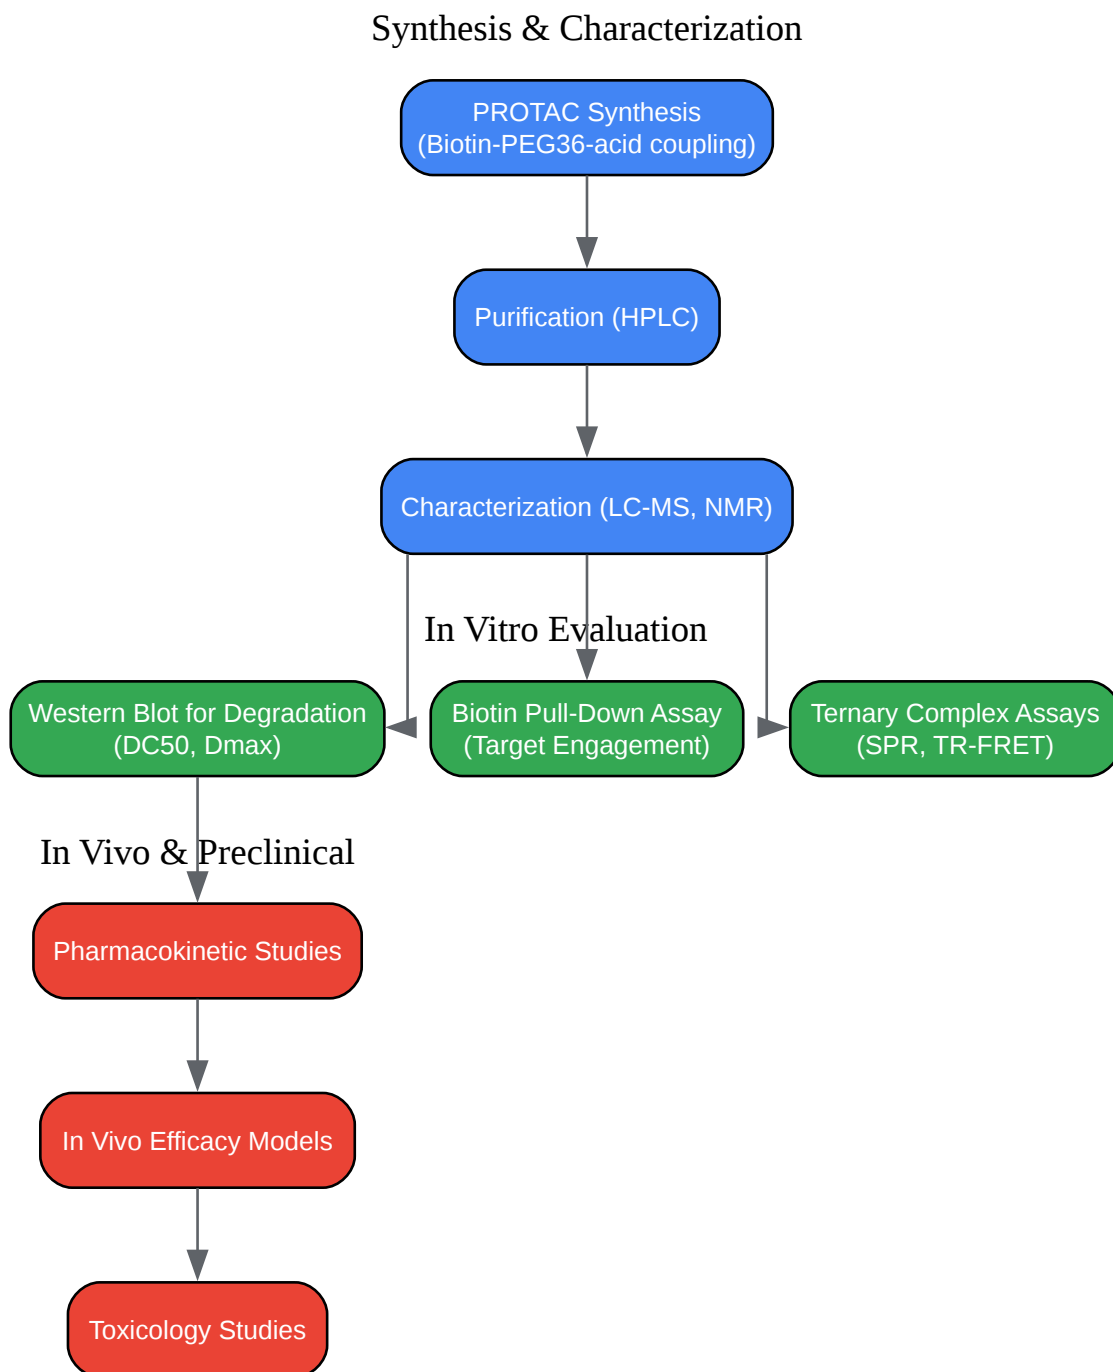 Synthesis & Characterization
PROTAC Synthesis
(Biotin-PEG36-acid coupling)
Purification (HPLC)
Characterization (LC-MS, NMR)
In Vitro Evaluation
Western Blot for Degradation
(DC50, Dmax)
Biotin Pull-Down Assay
(Target Engagement)
Ternary Complex Assays
(SPR, TR-FRET)
In Vivo & Preclinical
Pharmacokinetic Studies
In Vivo Efficacy Models
Toxicology Studies